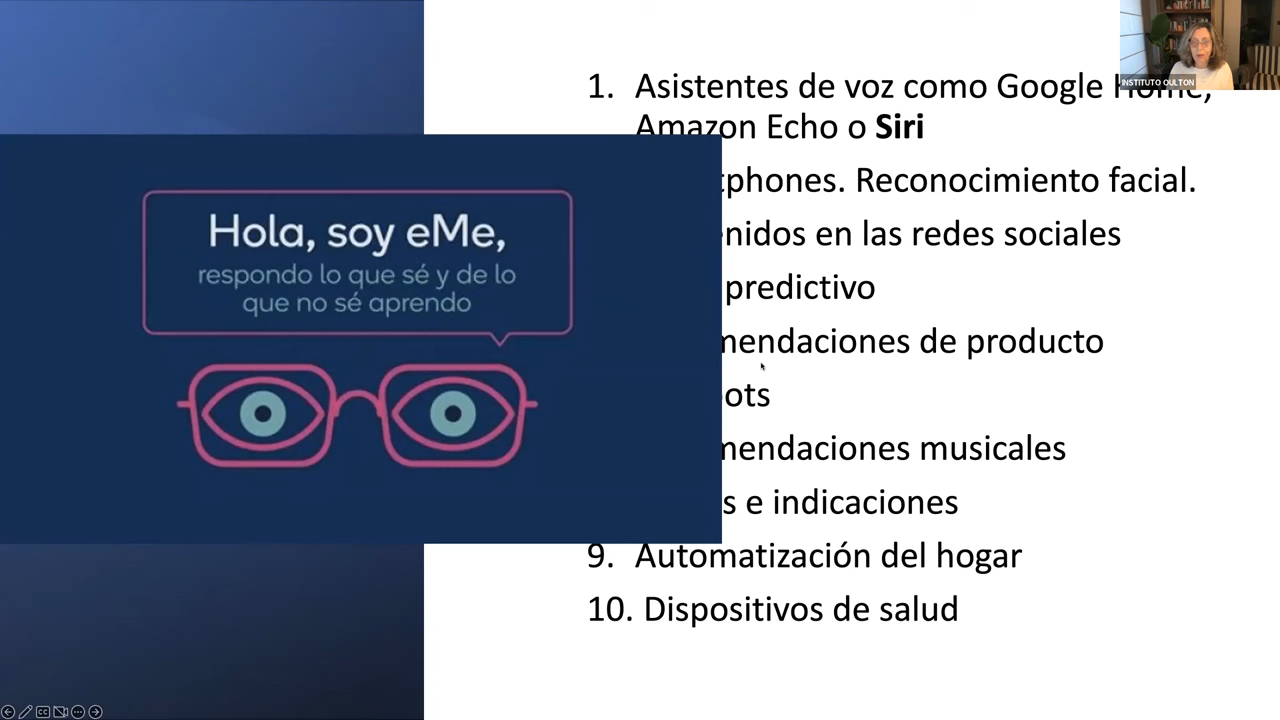 INSTITUTO OULTON
1. Asistentes de voz como Google Home,
Amazon Echo o Siri
tphones. Reconocimiento facial.
enidos en las redes sociales
predictivo
mendaciones de producto
ots
mendaciones musicales
s e indicaciones
9. Automatización del hogar
10. Dispositivos de salud
Hola, soy eMe,
respondo lo que sé y de lo
que no sé aprendo